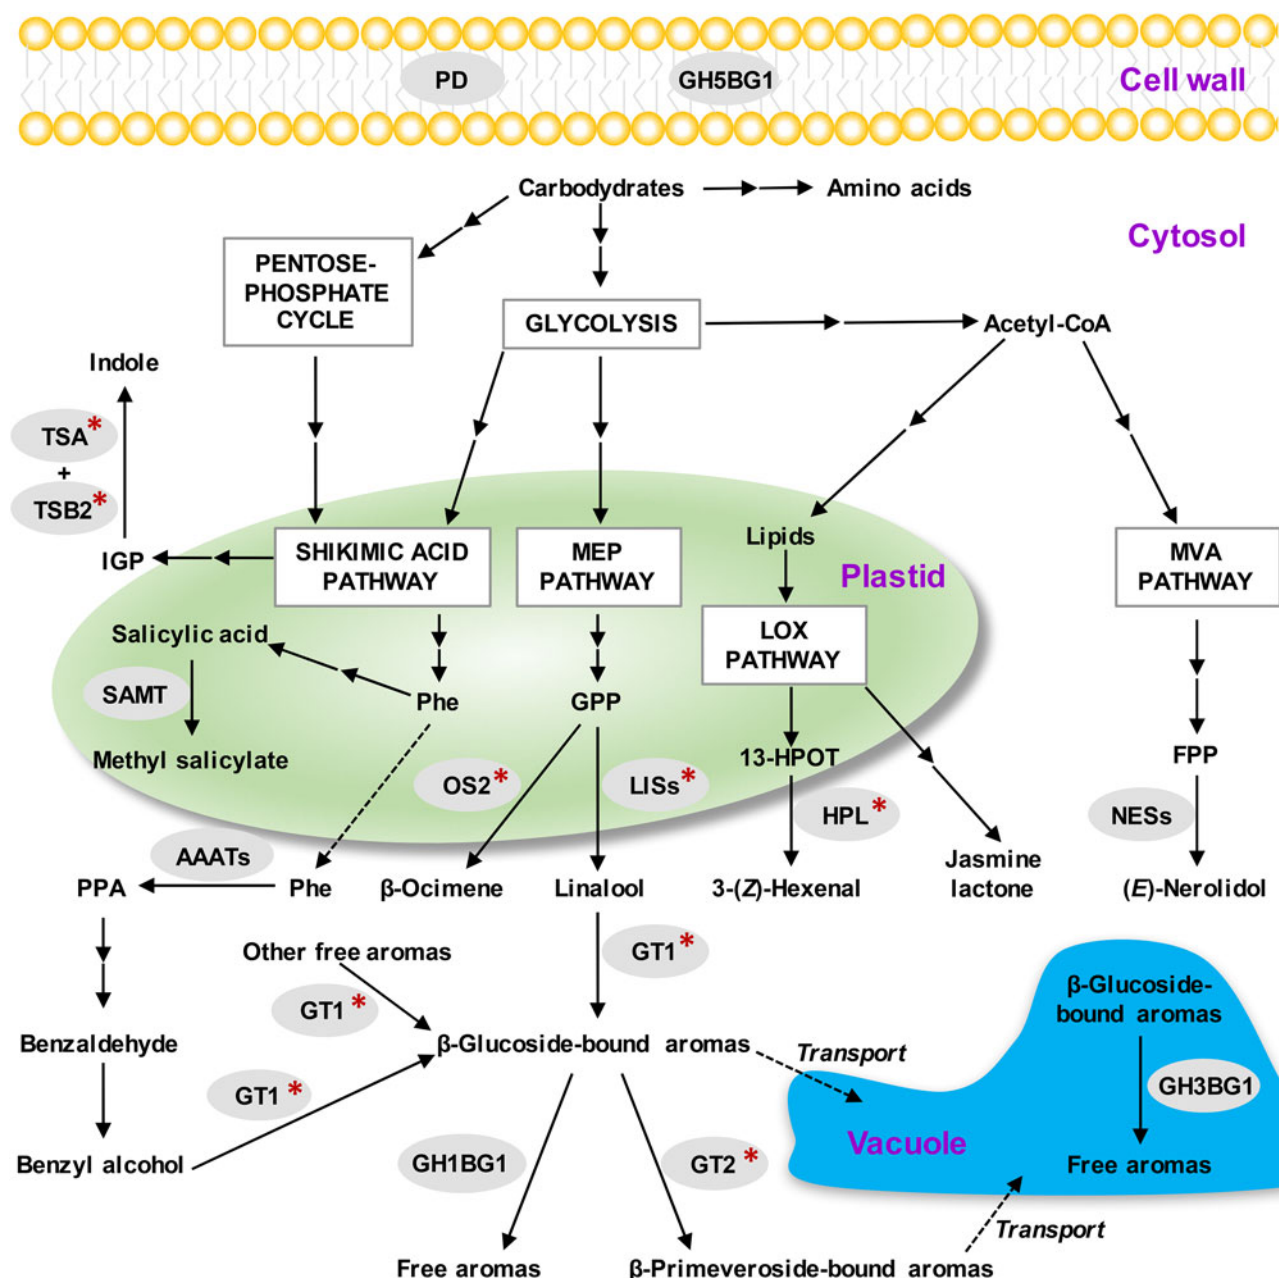 PD
GH5BG1
Cell wall
Carbodydrates
Amino acids
Cytosol
PENTOSE-
PHOSPHATE
CYCLE
GLYCOLYSIS
Acetyl-CoA
Indole
TSA*
+
TSB2*
IGP
SHIKIMIC ACID
PATHWAY
MEP
PATHWAY
Lipids
Plastid
MVA
PATHWAY
LOX
PATHWAY
Salicylic acid
SAMT
Phe
GPP
Methyl salicylate
13-HPOT
FPP
OS2*
LISs*
HPL*
NESs
AAATs
PPA
Phe
β-Ocimene
Linalool
3-(Z)-Hexenal
Jasmine
lactone
(E)-Nerolidol
Other free aromas
GT1*
GT1*
β-Glucoside-
bound aromas
Benzaldehyde
β-Glucoside-bound aromas
Transport
GT1*
GH3BG1
Vacuole
Benzyl alcohol
GH1BG1
GT2*
Free aromas
Transport
Free aromas
β-Primeveroside-bound aromas